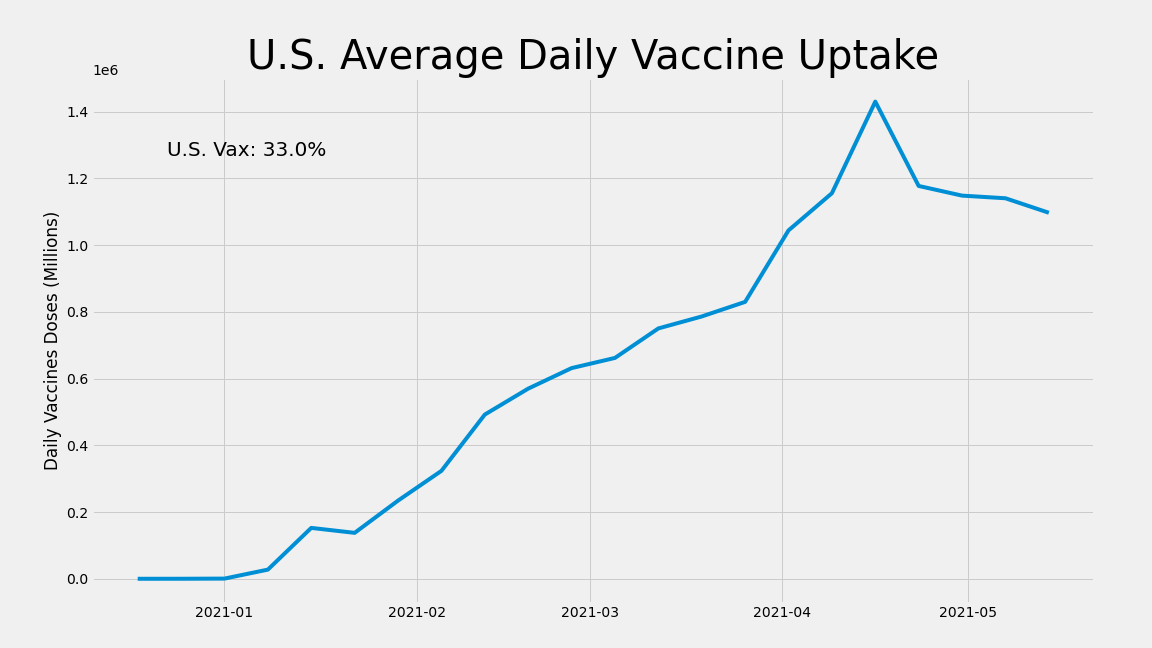 U.S. Average Daily Vaccine Uptake
1e6
1.4
U.S. Vax: 33.0%
1.2
1.0
0.8
0.6
0.4
0.2
0.0
Daily Vaccines Doses (Millions)
2021-01 2021-02 2021-03 2021-04 2021-05